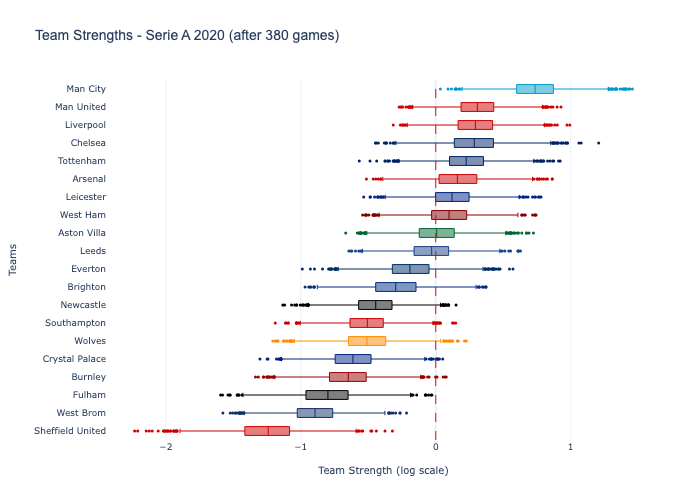 Team Strengths - Serie A 2020 (after 380 games)
Man City
Man United
Liverpool
Chelsea
Tottenham
Arsenal
Leicester
West Ham
Aston Villa
Leeds
Everton
Brighton
Newcastle
Southampton
Wolves
Crystal Palace
Burnley
Fulham
West Brom
Sheffield United
Teams
−2 −1 0 1
Team Strength (log scale)